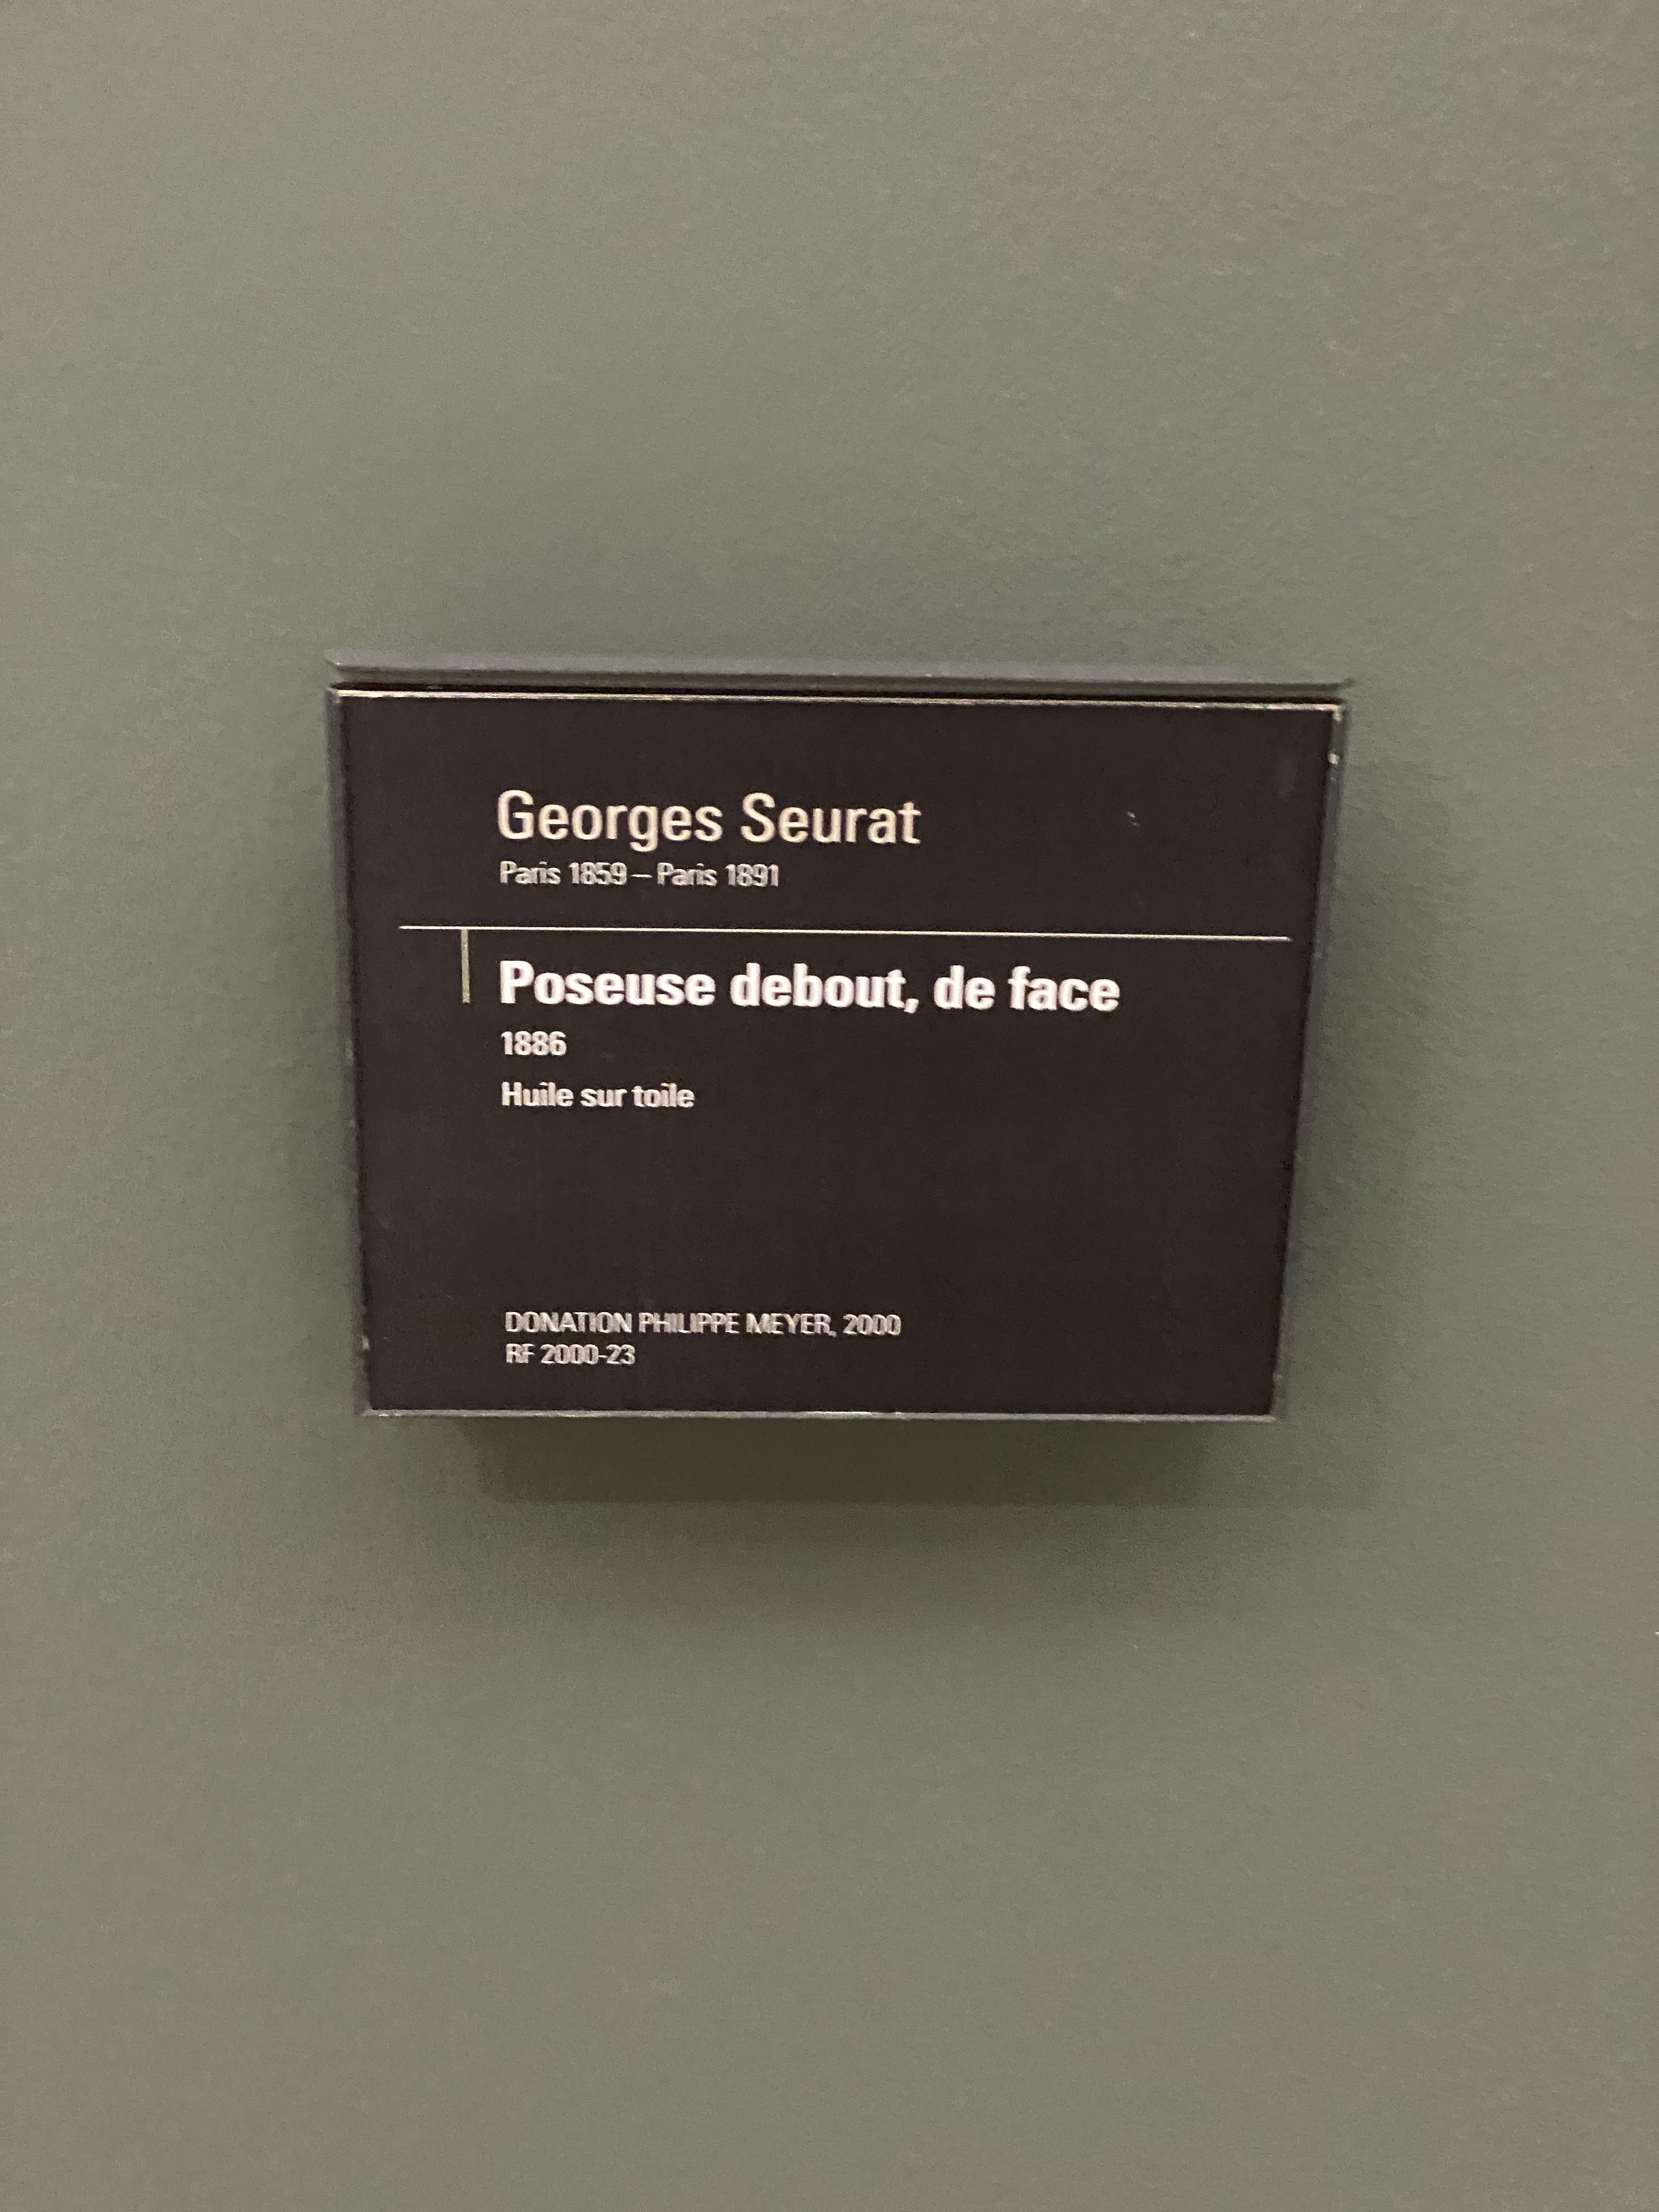 Georges Seurat
Paris 1859 – Paris 1891
Poseuse debout, de face
1886
Huile sur toile
DONATION PHILIPPE MEYER, 2000
RF 2000-23